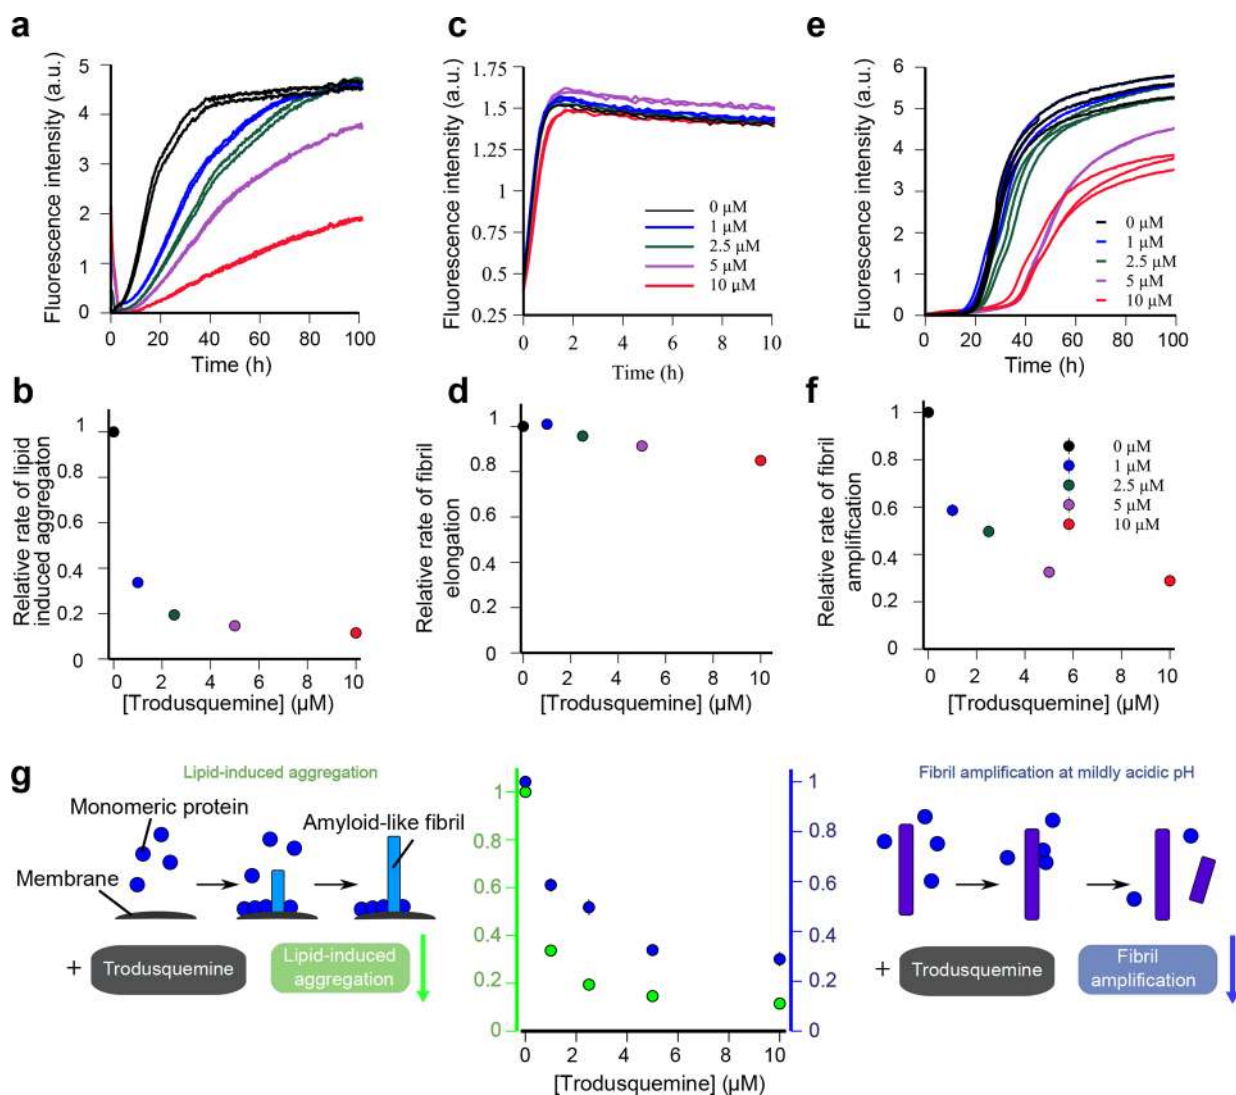 a
Fluorescence intensity (a.u.)
5
4
3
2
1
0
0 20 40 60 80 100
Time (h)
c
Fluorescence intensity (a.u.)
1.75
1.5
1.25
1
0.75
0.5
0.25
0 2 4 6 8 10
Time (h)
0 μM
1 μM
2.5 μM
5 μM
10 μM
e
Fluorescence intensity (a.u.)
6
5
4
3
2
1
0
0 20 40 60 80 100
Time (h)
0 μM
1 μM
2.5 μM
5 μM
10 μM
b
Relative rate of lipid
induced aggregaton
1
0.8
0.6
0.4
0.2
0
0 2 4 6 8 10
[Trodusquemine] (μM)
d
Relative rate of fibril
elongation
1
0.8
0.6
0.4
0.2
0
0 2 4 6 8 10
[Trodusquemine] (μM)
f
Relative rate of fibril
amplification
1
0.8
0.6
0.4
0.2
0
0 2 4 6 8 10
[Trodusquemine] (μM)
0 μM
1 μM
2.5 μM
5 μM
10 μM
g
Lipid-induced aggregation
Monomeric protein
Amyloid-like fibril
Membrane
+ Trodusquemine
Lipid-induced
aggregation
1
0.8
0.6
0.4
0.2
0
1
0.8
0.6
0.4
0.2
0
0 2 4 6 8 10
[Trodusquemine] (μM)
Fibril amplification at mildly acidic pH
+ Trodusquemine
Fibril
amplification